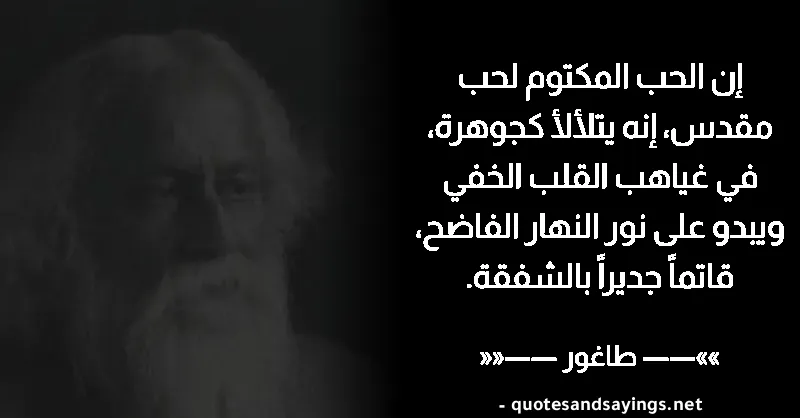 إن الحب المكتوم لحب
مقدس، إنه يتلألأ كجوهرة،
في غياهب القلب الخفي
ويبدو على نور النهار الفاضح،
قاتماً جديراً بالشفقة.
»»—–— طاغور —–—««
- quotesandsayings.net